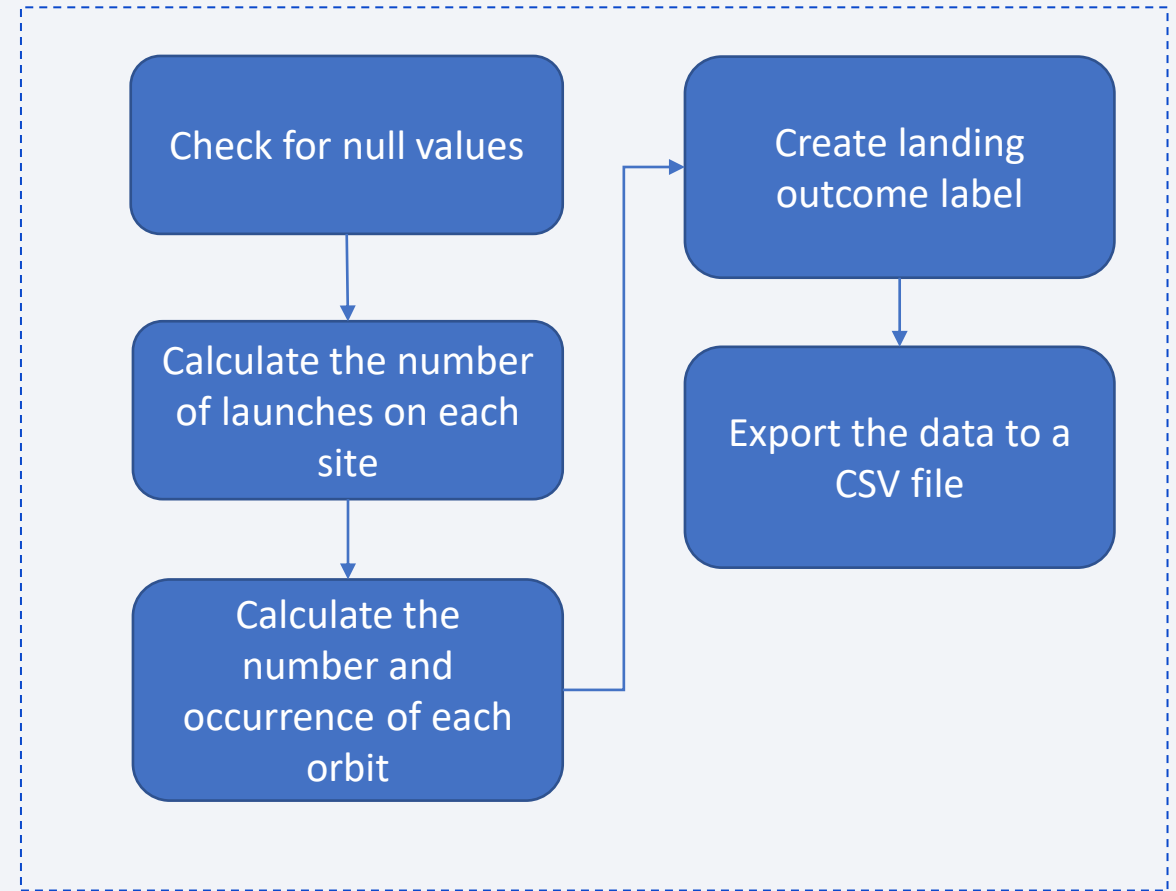 Check for null values
Calculate the number
of launches on each
site
Calculate the
number and
occurrence of each
orbit
Create landing
outcome label
Export the data to a
CSV file